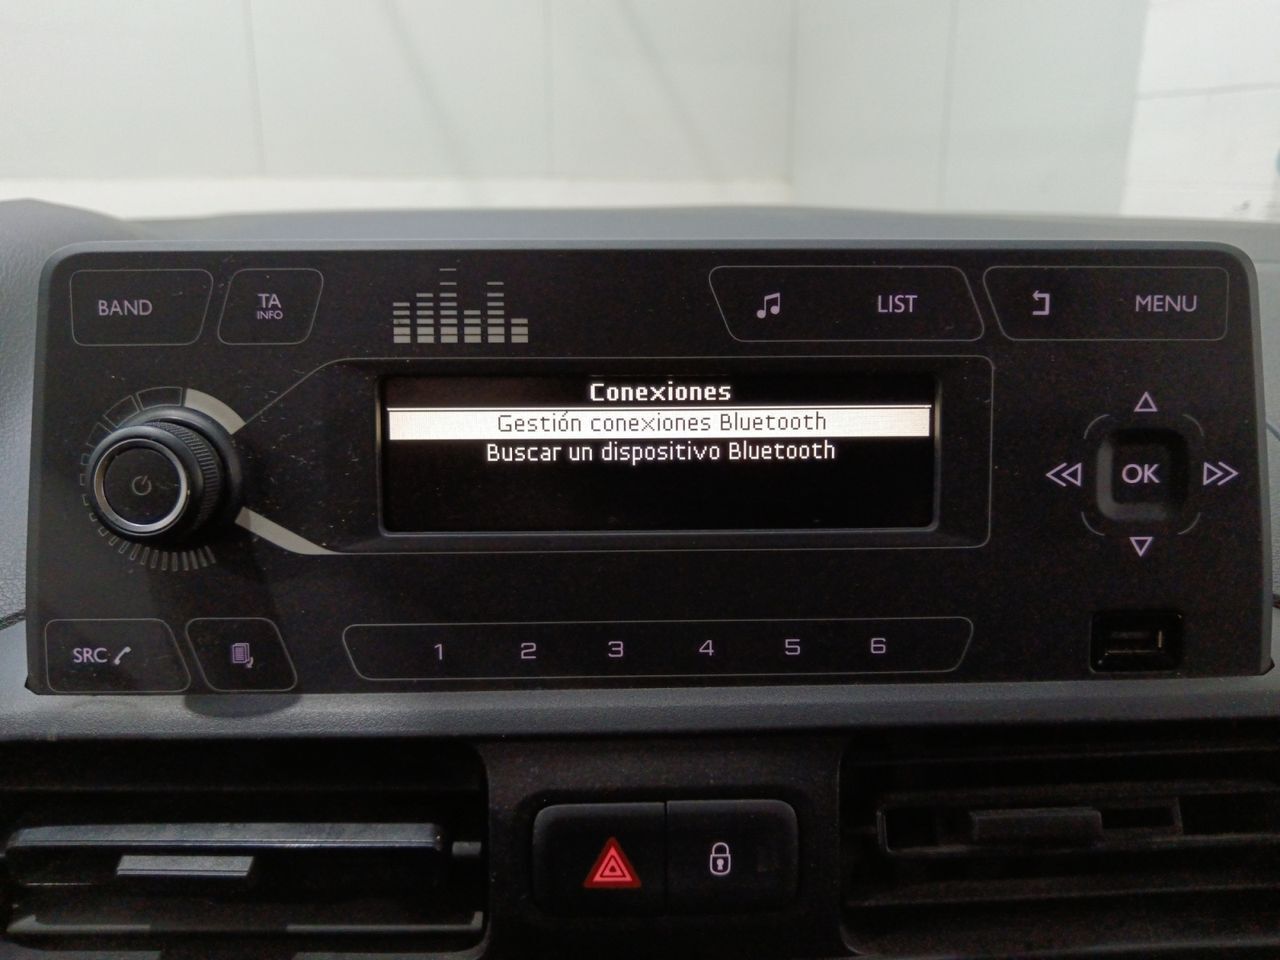 BAND
TA
INFO
LIST
MENU
Conexiones
Gestión conexiones Bluetooth
Buscar un dispositivo Bluetooth
OK
SRC
1 2 3 4 5 6